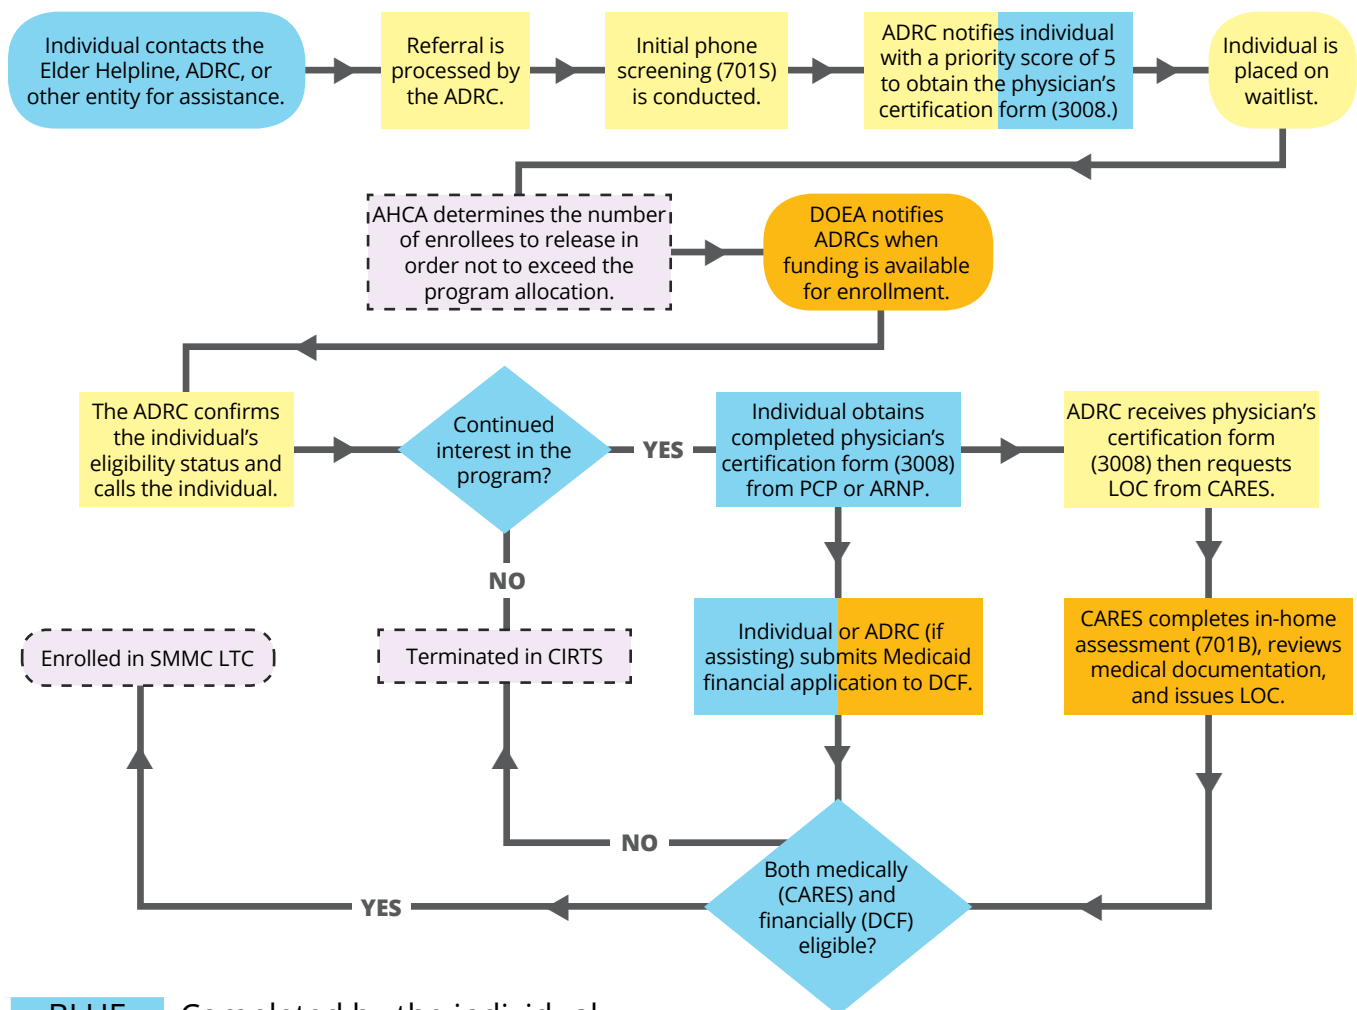 Individual contacts the
Elder Helpline, ADRC, or
other entity for assistance.
Referral is
processed by
the ADRC.
Initial phone
screening (701S)
is conducted.
ADRC notifies individual
with a priority score of 5
to obtain the physician's
certification form (3008.)
Individual is
placed on
waitlist.
AHCA determines the number
of enrollees to release in
order not to exceed the
program allocation.
DOEA notifies
ADRCs when
funding is available
for enrollment.
The ADRC confirms
the individual's
eligibility status and
calls the individual.
Continued
interest in the
program?
YES
Individual obtains
completed physician's
certification form (3008)
from PCP or ARNP.
ADRC receives physician's
certification form
(3008) then requests
LOC from CARES.
NO
Enrolled in SMMC LTC
Terminated in CIRTS
Individual or ADRC (if
assisting) submits Medicaid
financial application to DCF.
CARES completes in-home
assessment (701B), reviews
medical documentation,
and issues LOC.
NO
Both medically
(CARES) and
financially (DCF)
eligible?
YES
BLUE
Completed by the individual